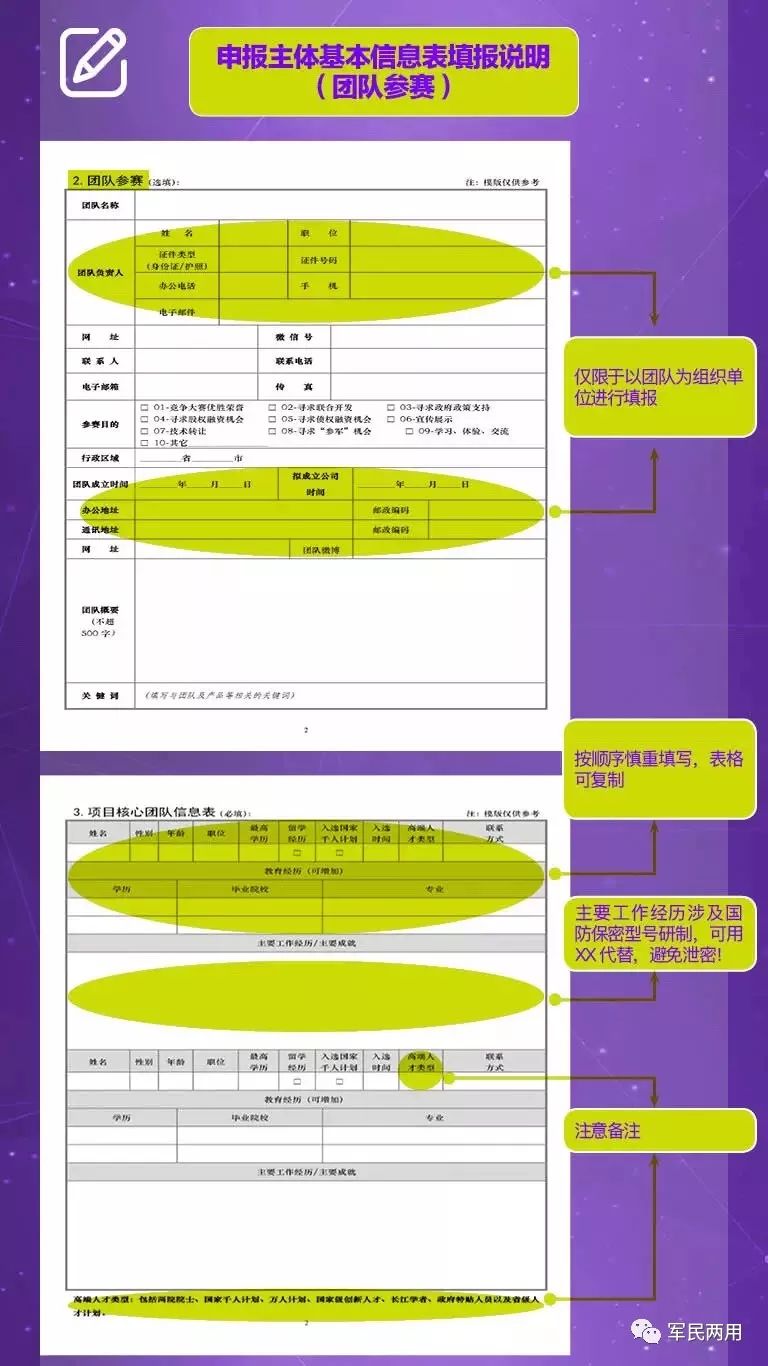 申报主体基本信息表填报说明
（团队参赛）
2. 团队参赛（选填）： 注：模版仅供参考
团队名称
团队负责人
姓 名 职 位
证件类型
（身份证/护照） 证件号码
办公电话 手 机
电子邮件
网 址 微 信 号
联 系 人 联系电话
电子邮箱 传 真
参赛目的
□ 01-竞争大赛优胜荣誉 □ 02-寻求联合开发 □ 03-寻求政府政策支持
□ 04-寻求股权融资机会 □ 05-寻求债权融资机会 □ 06-宣传展示
□ 07-技术转让 □ 08-寻求“参军”机会 □ 09-学习、体验、交流
□ 10-其它
行政区域 ____省____市
团队成立时间 __年__月__日 拟成立公司
时间 __年__月__日
办公地址 邮政编码
通讯地址 邮政编码
网 址 团队微博
团队概要
（不超
500 字）
关 键 词 （填写与团队及产品等相关的关键词）
2
仅限于以团队为组织单
位进行填报
3. 项目核心团队信息表（必填）： 注：模版仅供参考
姓名 性别 年龄 职位 最高
学历 留学
经历 入选国家
千人计划 入选
时间 高端人
才类型 联系
方式
□ □
教育经历（可增加）
学历 毕业院校 专业
主要工作经历/主要成就
姓名 性别 年龄 职位 最高
学历 留学
经历 入选国家
千人计划 入选
时间 高端人
才类型 联系
方式
□ □
教育经历（可增加）
学历 毕业院校 专业
主要工作经历/主要成就
高端人才类型：包括两院院士、国家千人计划、万人计划、国家级创新人才、长江学者、政府特贴人员以及省级人
才计划。
2
按顺序慎重填写，表格
可复制
主要工作经历涉及国
防保密型号研制，可用
XX 代替，避免泄密！
注意备注
军民两用